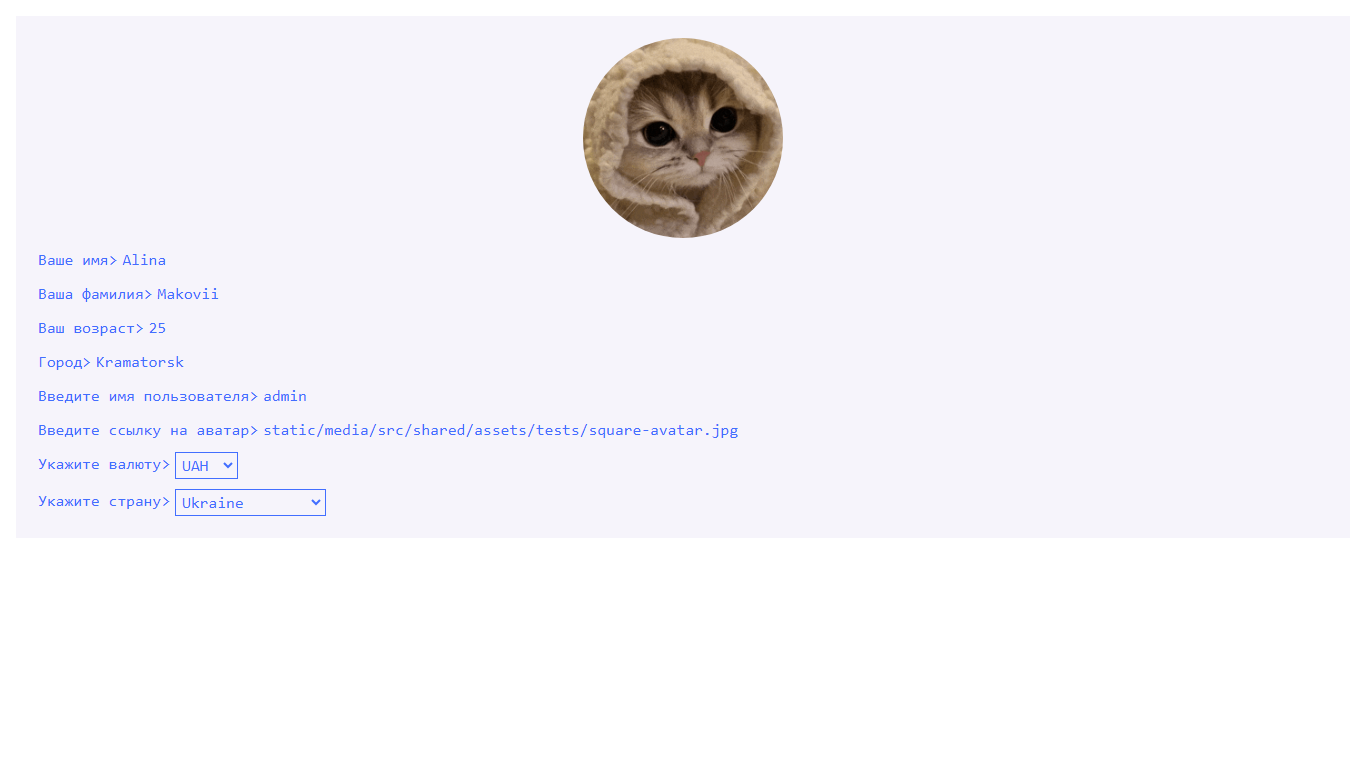 Ваше имя> Alina
Ваша фамилия> Makovii
Ваш возраст> 25
Город> Kramatorsk
Введите имя пользователя> admin
Введите ссылку на аватар> static/media/src/shared/assets/tests/square-avatar.jpg
Укажите валюту> UAH
Укажите страну> Ukraine